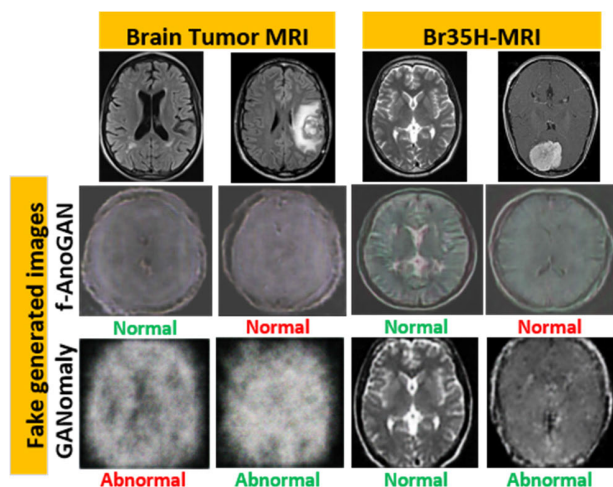 Brain Tumor MRI
Br35H-MRI
Fake generated images
f-AnoGAN
Normal
Normal
Normal
Normal
GANomaly
Abnormal
Abnormal
Normal
Abnormal